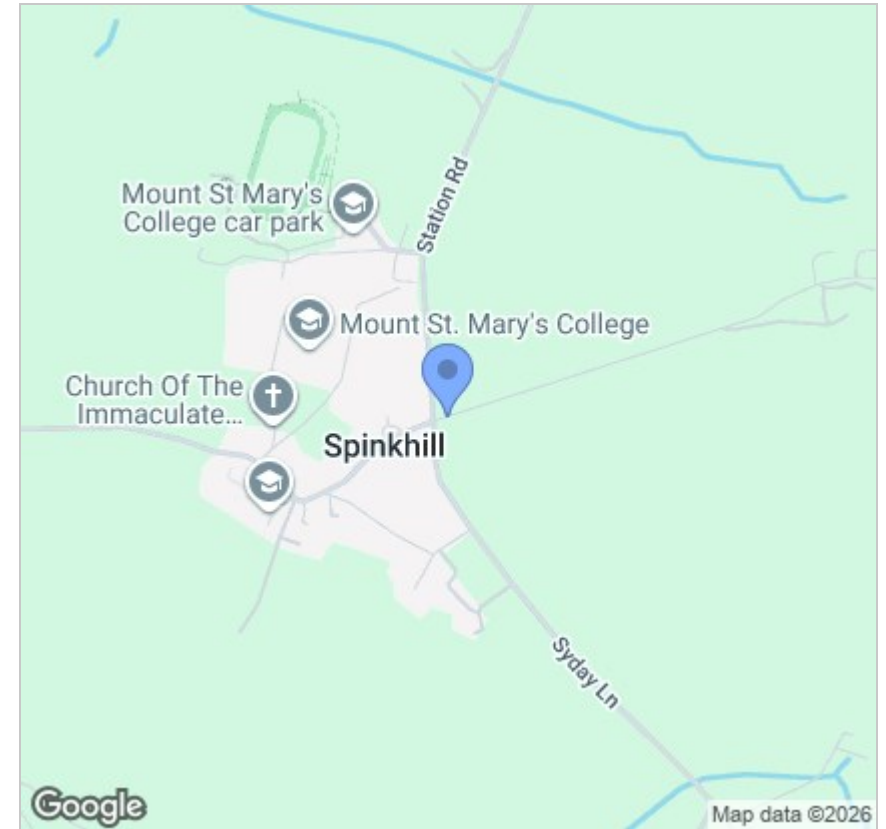 Station Rd
Mount St Mary's
College car park
Mount St. Mary's College
Church Of The
Immaculate...
Spinkhill
Syday Ln
Google
Map data ©2026